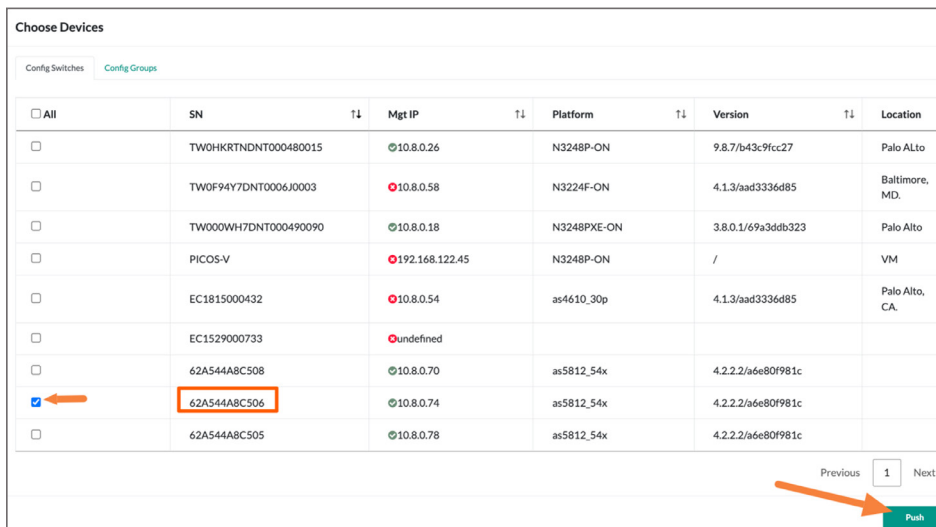 Choose Devices
Config Switches Config Groups
All SN Mgt IP Platform Version Location
TW0HKRTNDNT000480015 10.8.0.26 N3248P-ON 9.8.7/b43c9fcc27 Palo ALto
TW0F94Y7DNT0006J0003 10.8.0.58 N3224F-ON 4.1.3/aad3336d85 Baltimore,
MD.
TW000WH7DNT000490090 10.8.0.18 N3248PXE-ON 3.8.0.1/69a3ddb323 Palo Alto
PICOS-V 192.168.122.45 N3248P-ON / VM
EC1815000432 10.8.0.54 as4610_30p 4.1.3/aad3336d85 Palo Alto,
CA.
EC1529000733 undefined
62A544A8C508 10.8.0.70 as5812_54x 4.2.2.2/a6e80f981c
62A544A8C506 10.8.0.74 as5812_54x 4.2.2.2/a6e80f981c
62A544A8C505 10.8.0.78 as5812_54x 4.2.2.2/a6e80f981c
Previous 1 Next
Push